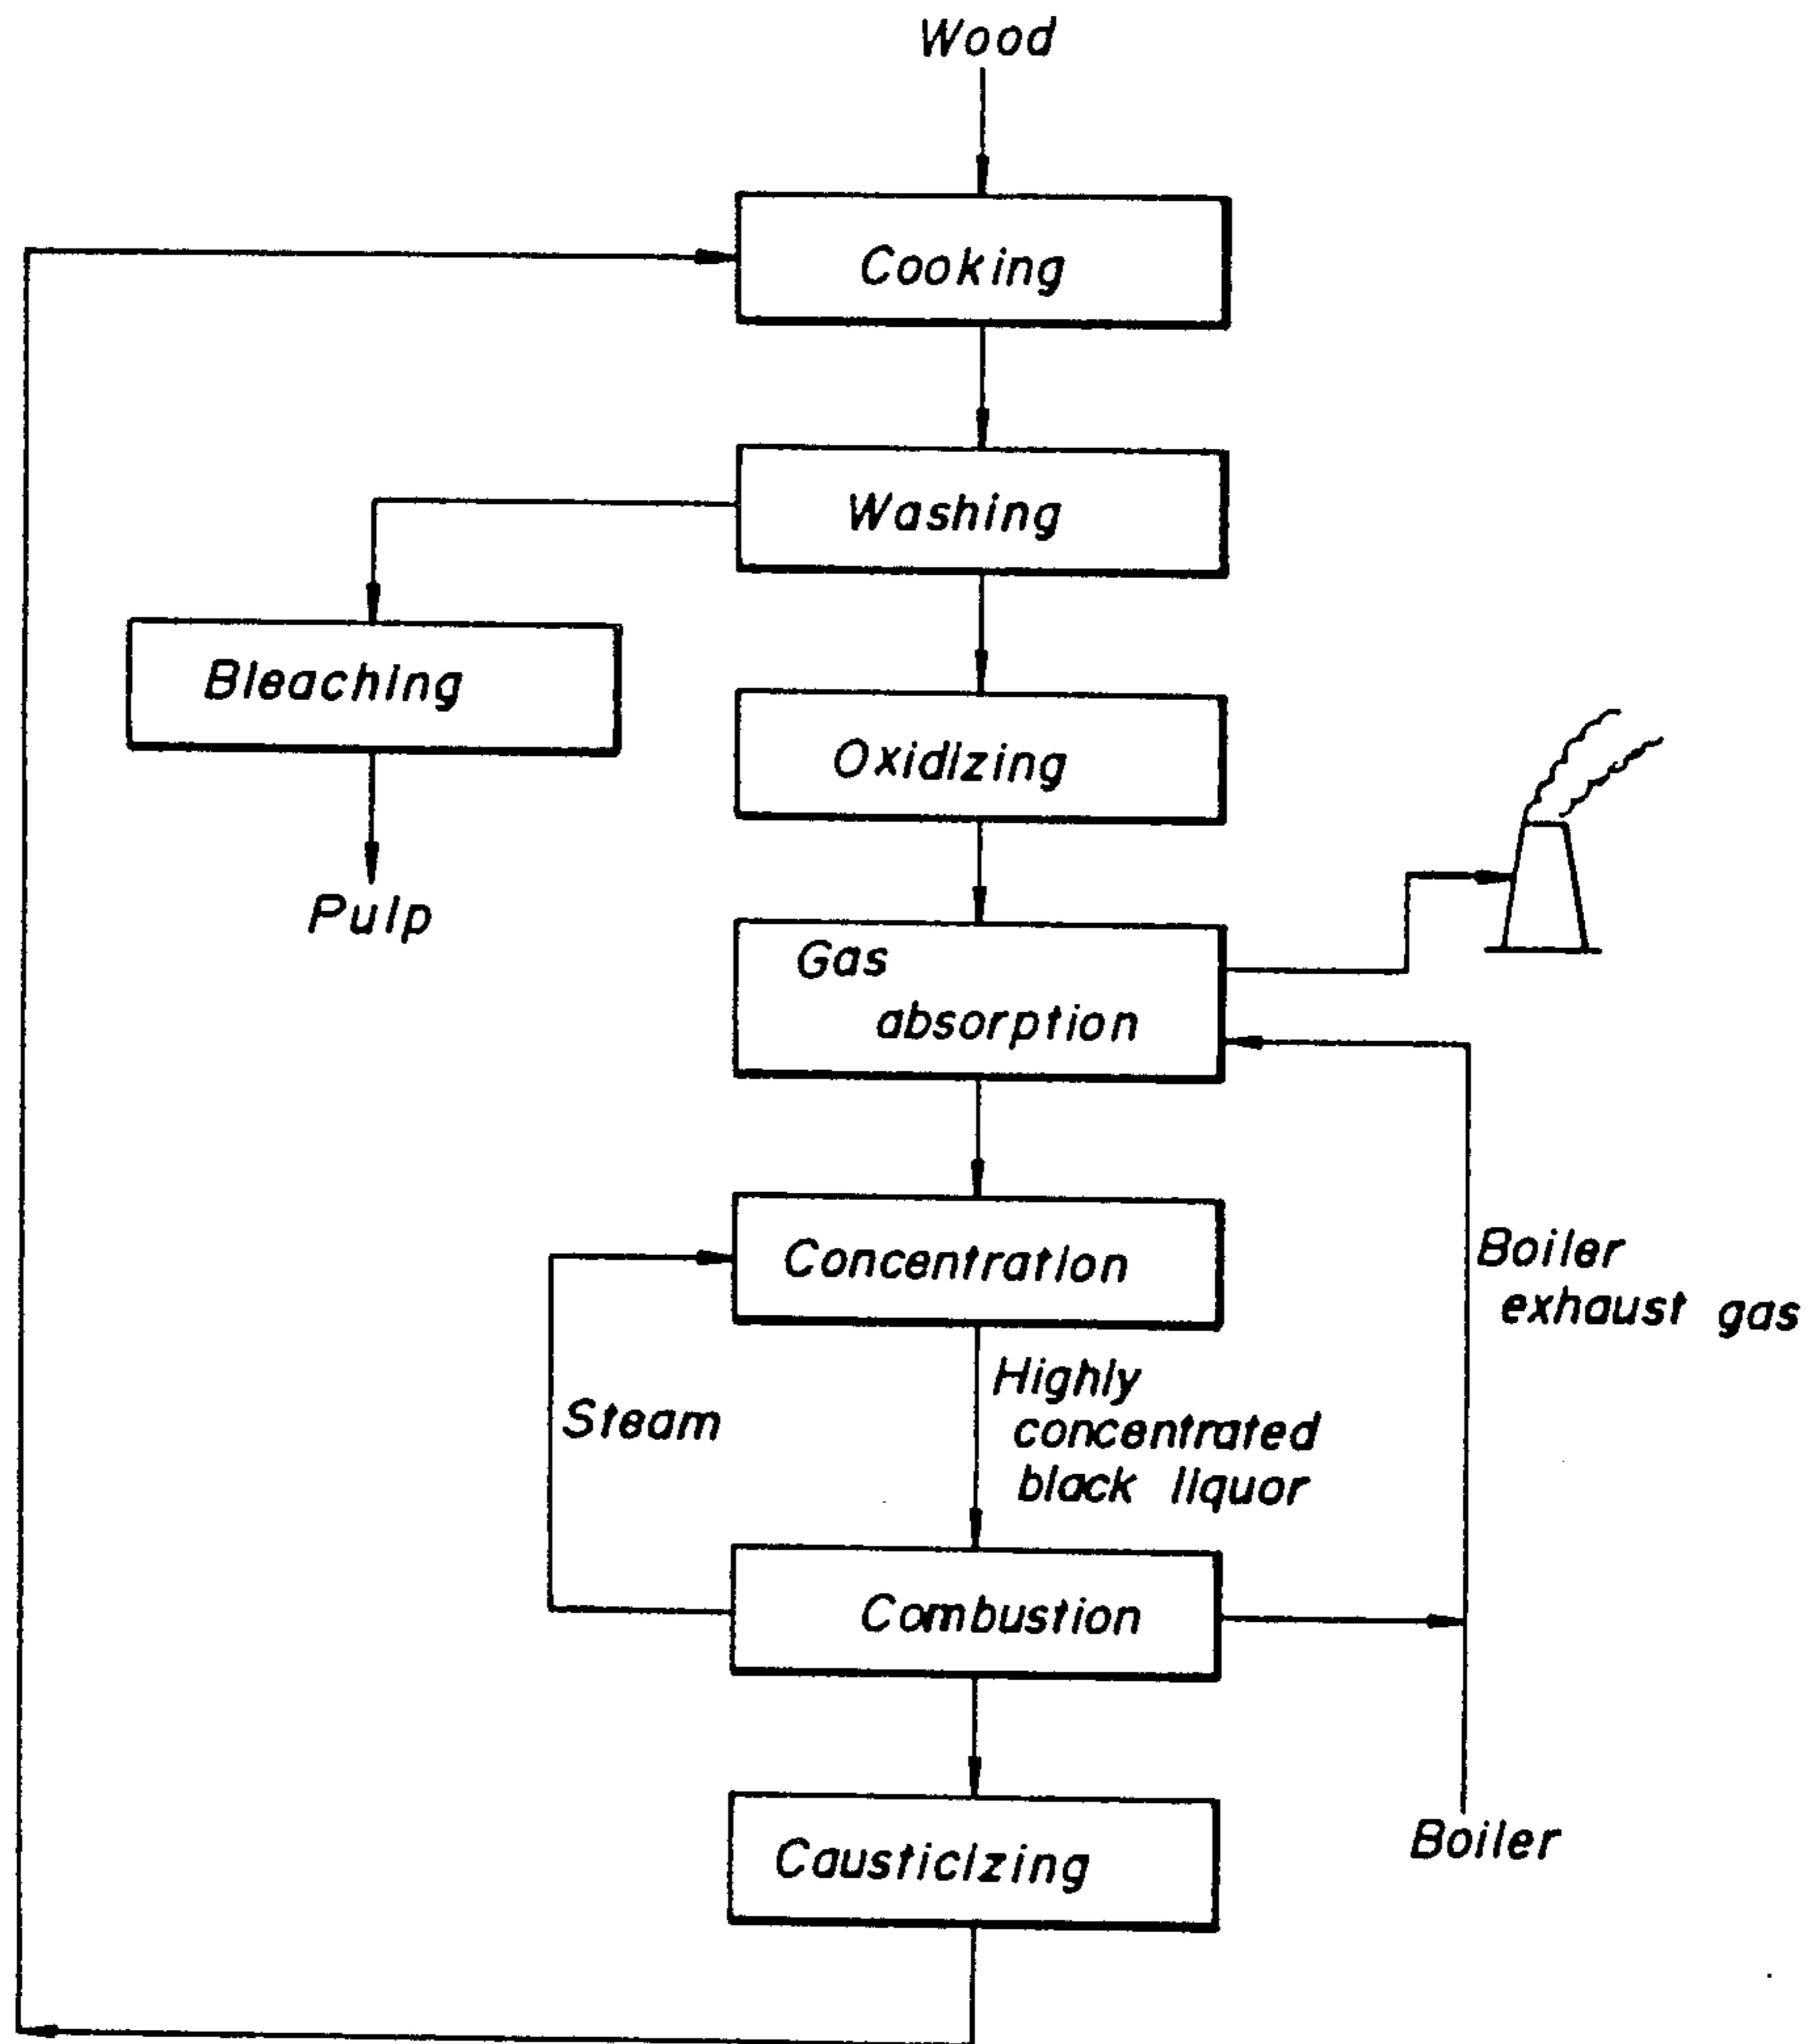 Wood
Cooking
Washing
Bleaching
Oxidizing
Pulp
Gas
absorption
Concentration
Boiler
exhaust gas
Highly
concentrated
black liquor
Steam
Combustion
Causticizing
Boiler